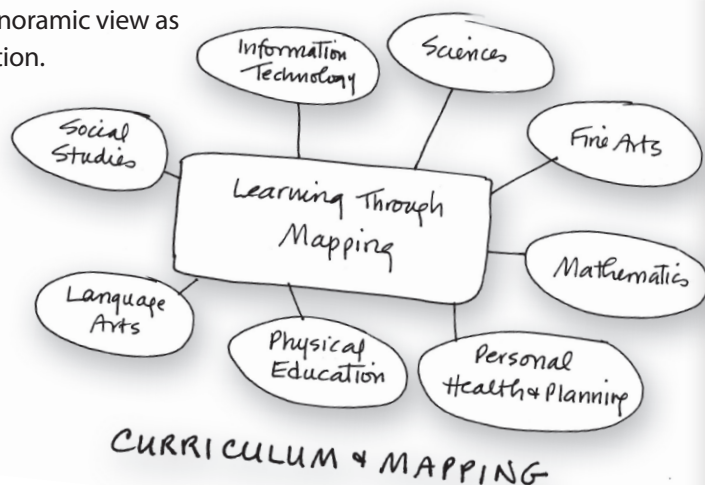 noramic view as
tion.
Information
Technology
Sciences
Social
Studies
Fine Arts
Learning Through
Mapping
Mathematics
Language
Arts
Physical
Education
Personal
Health & Planning
CURRICULUM & MAPPING